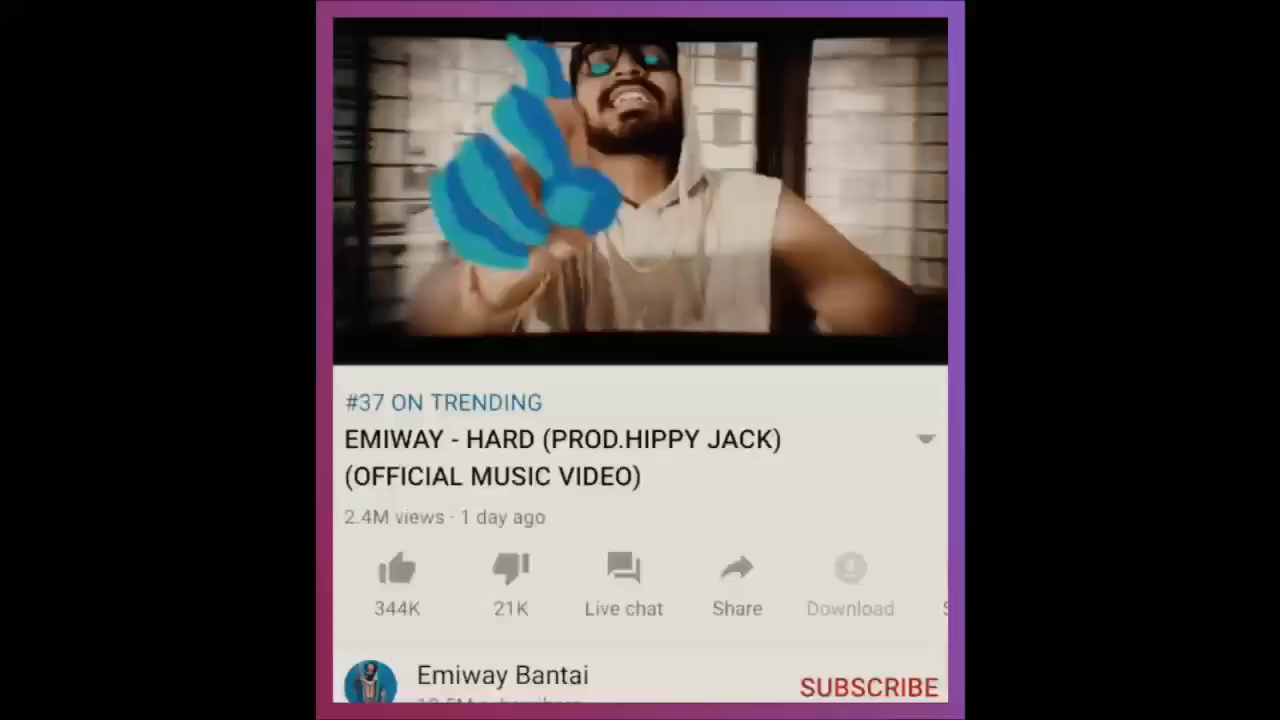 #37 ON TRENDING
EMIWAY - HARD (PROD.HIPPY JACK)
(OFFICIAL MUSIC VIDEO)
2.4M views · 1 day ago
344K
21K
Live chat
Share
Download
Emiway Bantai
SUBSCRIBE